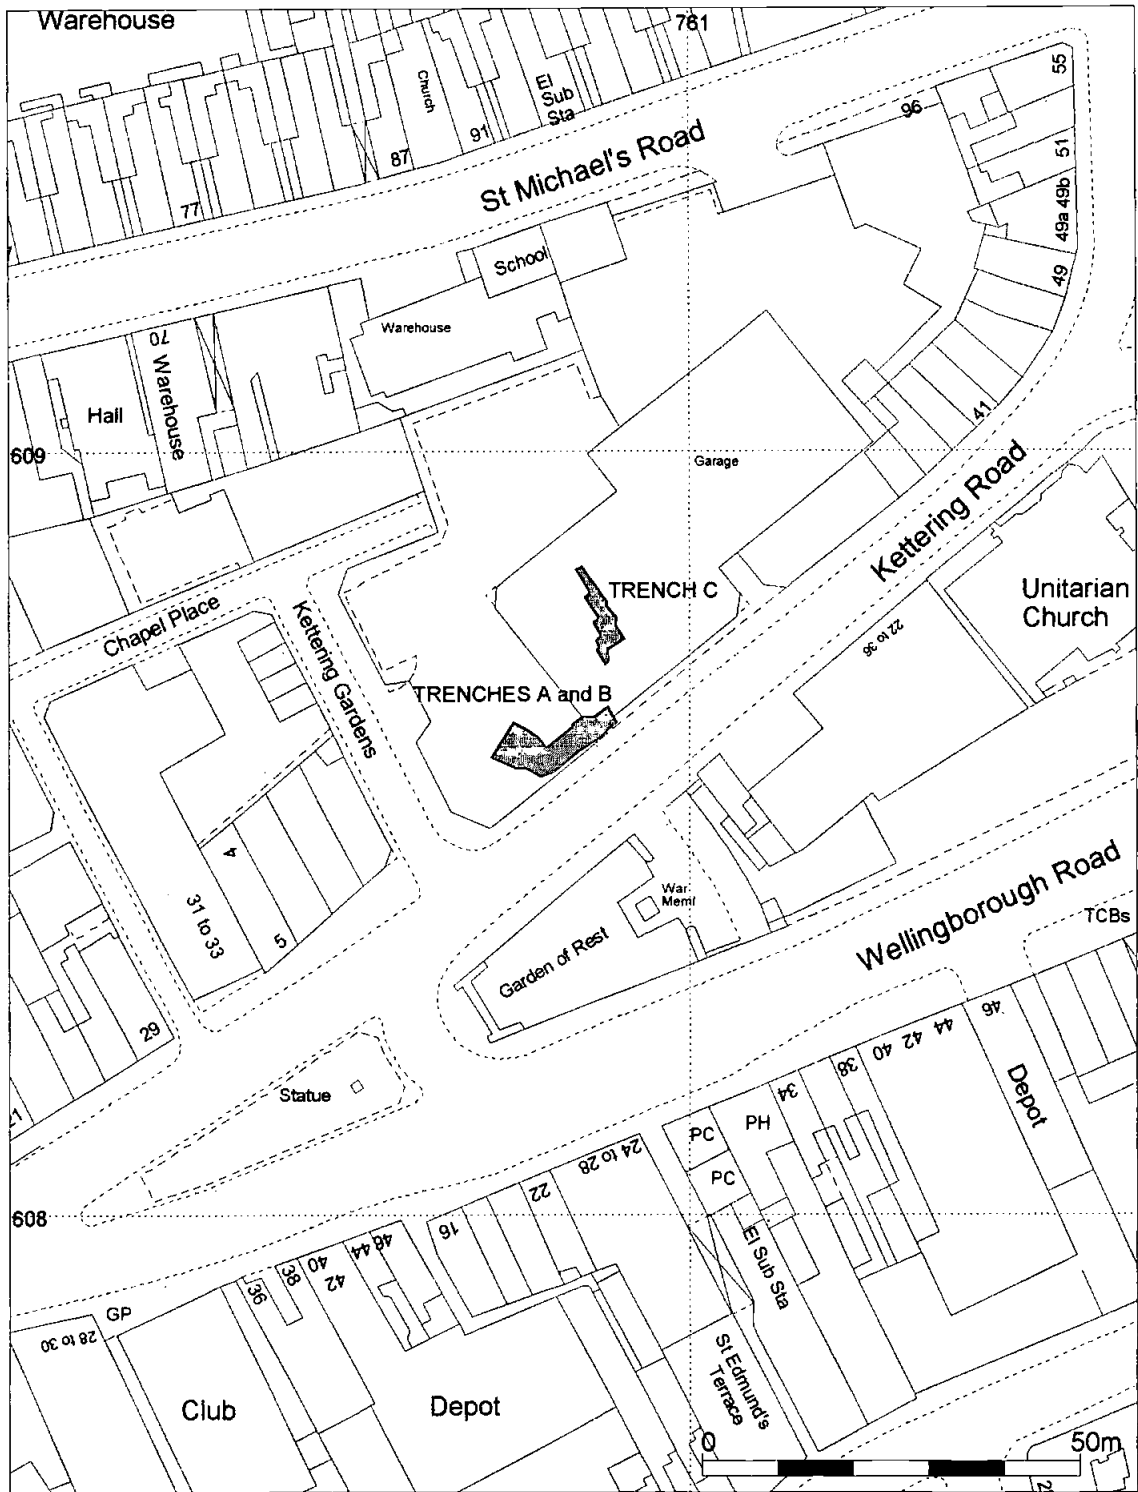 Warehouse
761
Church
El
Sub
Sta
55
96
91
87
51
49b
49a
77
St Michael's Road
49
School
Warehouse
70
Warehouse
Hall
41
609
Garage
Kettering Road
TRENCH C
Unitarian
Church
Chapel Place
Kettering Gardens
22 to 36
TRENCHES A and B
4
31 to 33
5
War
Meml
Garden of Rest
Wellingborough Road
TCBs
29
46
44
42
40
38
34
Statue
21
Depot
PC
PH
24 to 28
PC
22
608
16
46
44
42
40
38
36
El Sub Sta
GP
28 to 30
St Edmund's
Terrace
Club
Depot
0
50m